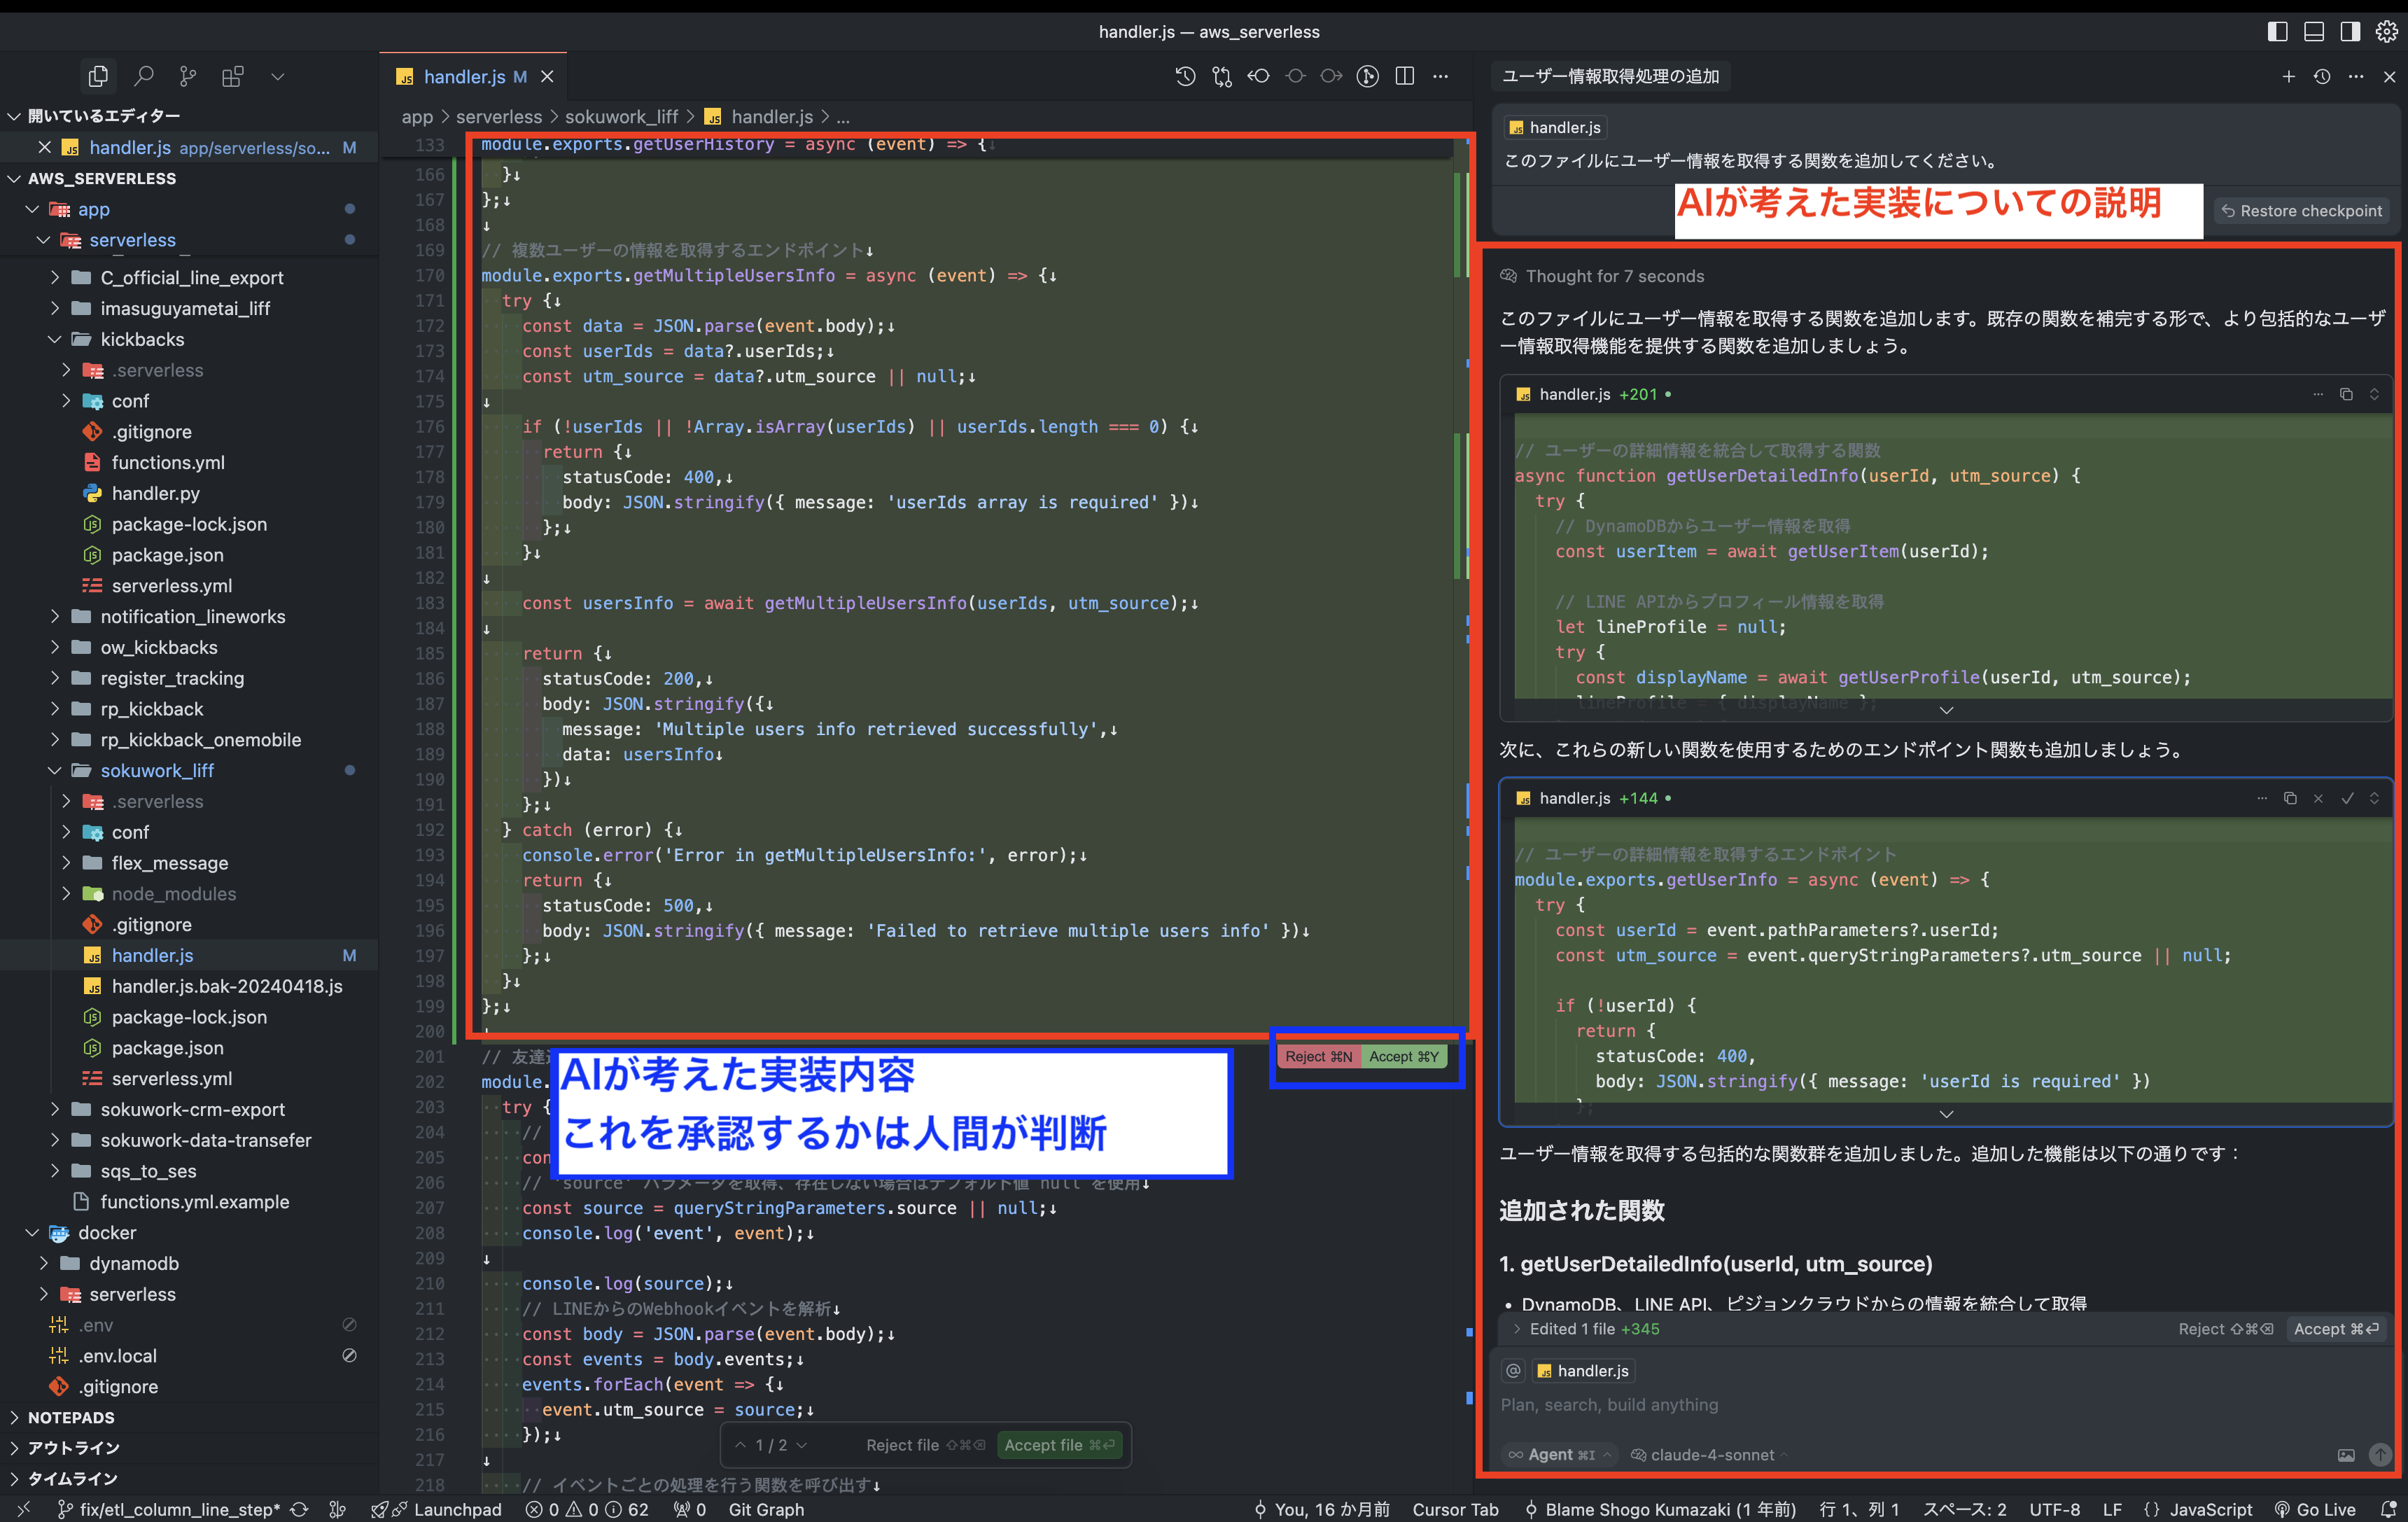 handler.js — aws_serverless
開いているエディター
handler.js app/serverless/so... M
AWS_SERVERLESS
app
serverless
C_official_line_export
imasuguyametai_liff
kickbacks
.serverless
conf
.gitignore
functions.yml
handler.py
package-lock.json
package.json
serverless.yml
notification_lineworks
ow_kickbacks
register_tracking
rp_kickback
rp_kickback_onemobile
sokuwork_liff
.serverless
conf
flex_message
node_modules
.gitignore
handler.js M
handler.js.bak-20240418.js
package-lock.json
package.json
serverless.yml
sokuwork-crm-export
sokuwork-data-transefer
sqs_to_ses
functions.yml.example
docker
dynamodb
serverless
.env
.env.local
.gitignore
NOTEPADS
アウトライン
タイムライン
handler.js M
app > serverless > sokuwork_liff > handler.js > ...
133 module.exports.getUserHistory = async (event) => {↓
166 }↓
167 };↓
168 ↓
169 // 複数ユーザーの情報を取得するエンドポイント↓
170 module.exports.getMultipleUsersInfo = async (event) => {↓
171 try {↓
172 const data = JSON.parse(event.body);↓
173 const userIds = data?.userIds;↓
174 const utm_source = data?.utm_source || null;↓
175 ↓
176 if (!userIds || !Array.isArray(userIds) || userIds.length === 0) {↓
177 return {↓
178 statusCode: 400,↓
179 body: JSON.stringify({ message: 'userIds array is required' })↓
180 };↓
181 }↓
182 ↓
183 const usersInfo = await getMultipleUsersInfo(userIds, utm_source);↓
184 ↓
185 return {↓
186 statusCode: 200,↓
187 body: JSON.stringify({↓
188 message: 'Multiple users info retrieved successfully',↓
189 data: usersInfo↓
190 })↓
191 };↓
192 } catch (error) {↓
193 console.error('Error in getMultipleUsersInfo:', error);↓
194 return {↓
195 statusCode: 500,↓
196 body: JSON.stringify({ message: 'Failed to retrieve multiple users info' })↓
197 };↓
198 }↓
199 };↓
200
Reject ⌘N Accept ⌘Y
201 // 友達
202 module.
203 try {
204 //
205 con
AIが考えた実装内容
これを承認するかは人間が判断
206 // 'source' パラメータを取得、存在しない場合はデフォルト値 null を使用↓
207 const source = queryStringParameters.source || null;↓
208 console.log('event', event);↓
209 ↓
210 console.log(source);↓
211 // LINEからのWebhookイベントを解析↓
212 const body = JSON.parse(event.body);↓
213 const events = body.events;↓
214 events.forEach(event => {↓
215 event.utm_source = source;↓
216 });↓
217 ↓
218 // イベントごとの処理を行う関数を呼び出す↓
1 / 2 Reject file ⇧⌘⌫ Accept file ⌘⏎
ユーザー情報取得処理の追加
handler.js
このファイルにユーザー情報を取得する関数を追加してください。
AIが考えた実装についての説明
Restore checkpoint
Thought for 7 seconds
このファイルにユーザー情報を取得する関数を追加します。既存の関数を補完する形で、より包括的なユーザ
ー情報取得機能を提供する関数を追加しましょう。
handler.js +201
// ユーザーの詳細情報を統合して取得する関数
async function getUserDetailedInfo(userId, utm_source) {
try {
// DynamoDBからユーザー情報を取得
const userItem = await getUserItem(userId);
// LINE APIからプロフィール情報を取得
let lineProfile = null;
try {
const displayName = await getUserProfile(userId, utm_source);
lineProfile = { displayName };
次に、これらの新しい関数を使用するためのエンドポイント関数も追加しましょう。
handler.js +144
// ユーザーの詳細情報を取得するエンドポイント
module.exports.getUserInfo = async (event) => {
try {
const userId = event.pathParameters?.userId;
const utm_source = event.queryStringParameters?.utm_source || null;
if (!userId) {
return {
statusCode: 400,
body: JSON.stringify({ message: 'userId is required' })
};
ユーザー情報を取得する包括的な関数群を追加しました。追加した機能は以下の通りです：
追加された関数
1. getUserDetailedInfo(userId, utm_source)
• DynamoDB、LINE API、ピジョンクラウドからの情報を統合して取得
Edited 1 file +345 Reject ⇧⌘⌫ Accept ⌘⏎
@ handler.js
Plan, search, build anything
Agent ⌘I claude-4-sonnet
fix/etl_column_line_step* Launchpad 0 0 62 0 Git Graph You, 16 か月前 Cursor Tab Blame Shogo Kumazaki (1 年前) 行 1、列 1 スペース: 2 UTF-8 LF {} JavaScript Go Live